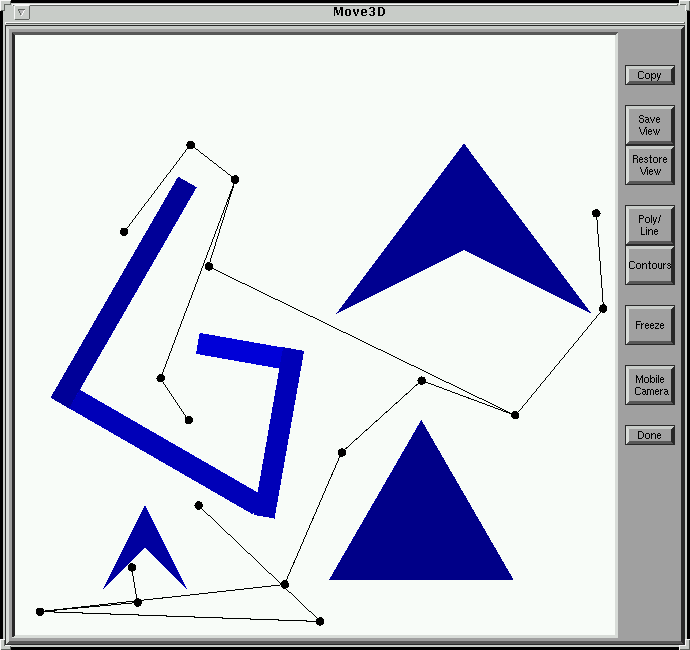 Move3D
Copy
Save
View
Restore
View
Poly/
Line
Contours
Freeze
Mobile
Camera
Done